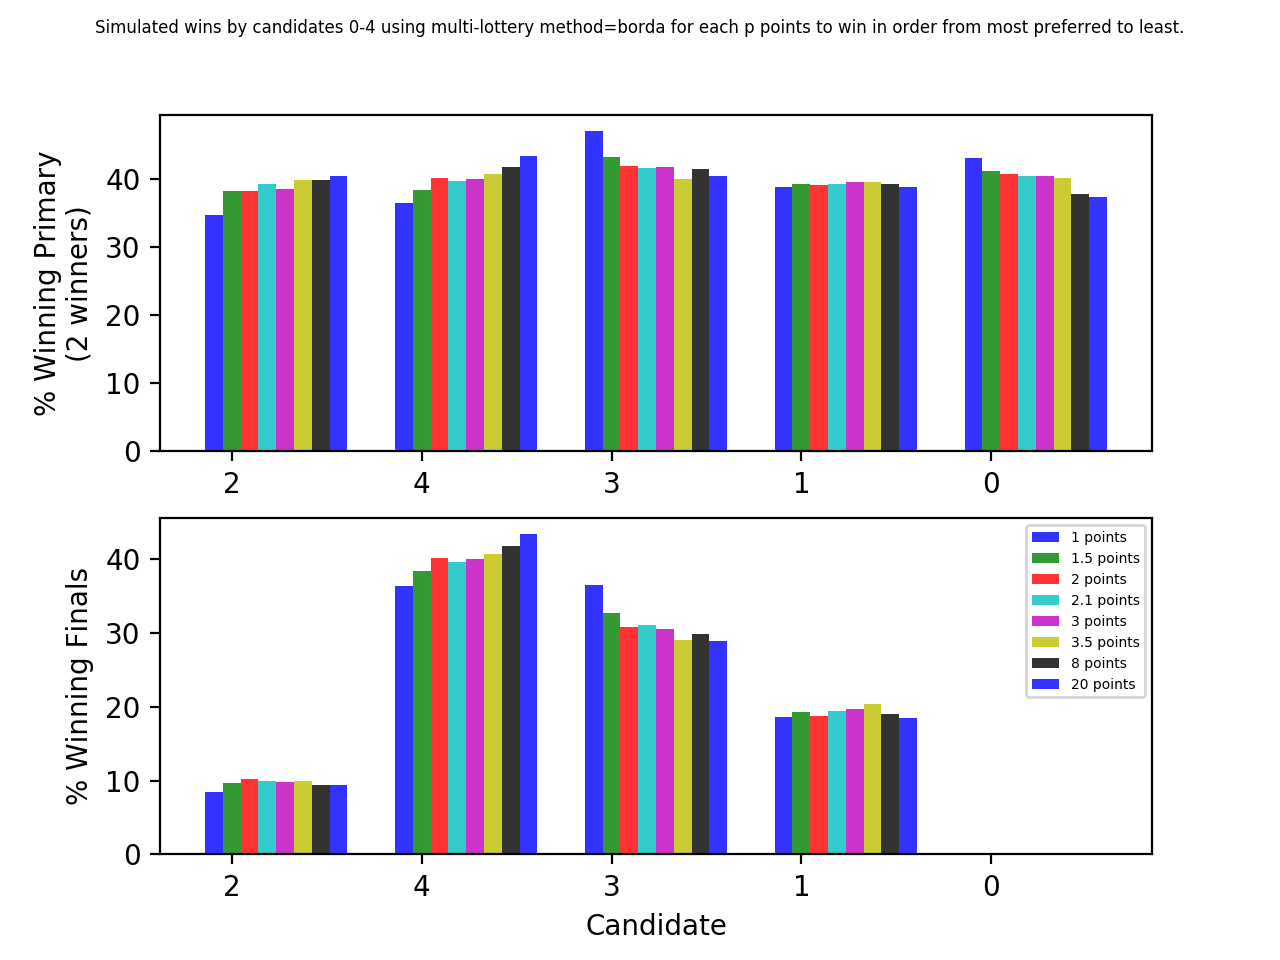 Simulated wins by candidates 0-4 using multi-lottery method=borda for each p points to win in order from most preferred to least.
% Winning Primary
(2 winners)
40
30
20
10
0
2 4 3 1 0
% Winning Finals
40
30
20
10
0
1 points
1.5 points
2 points
2.1 points
3 points
3.5 points
8 points
20 points
2 4 3 1 0
Candidate